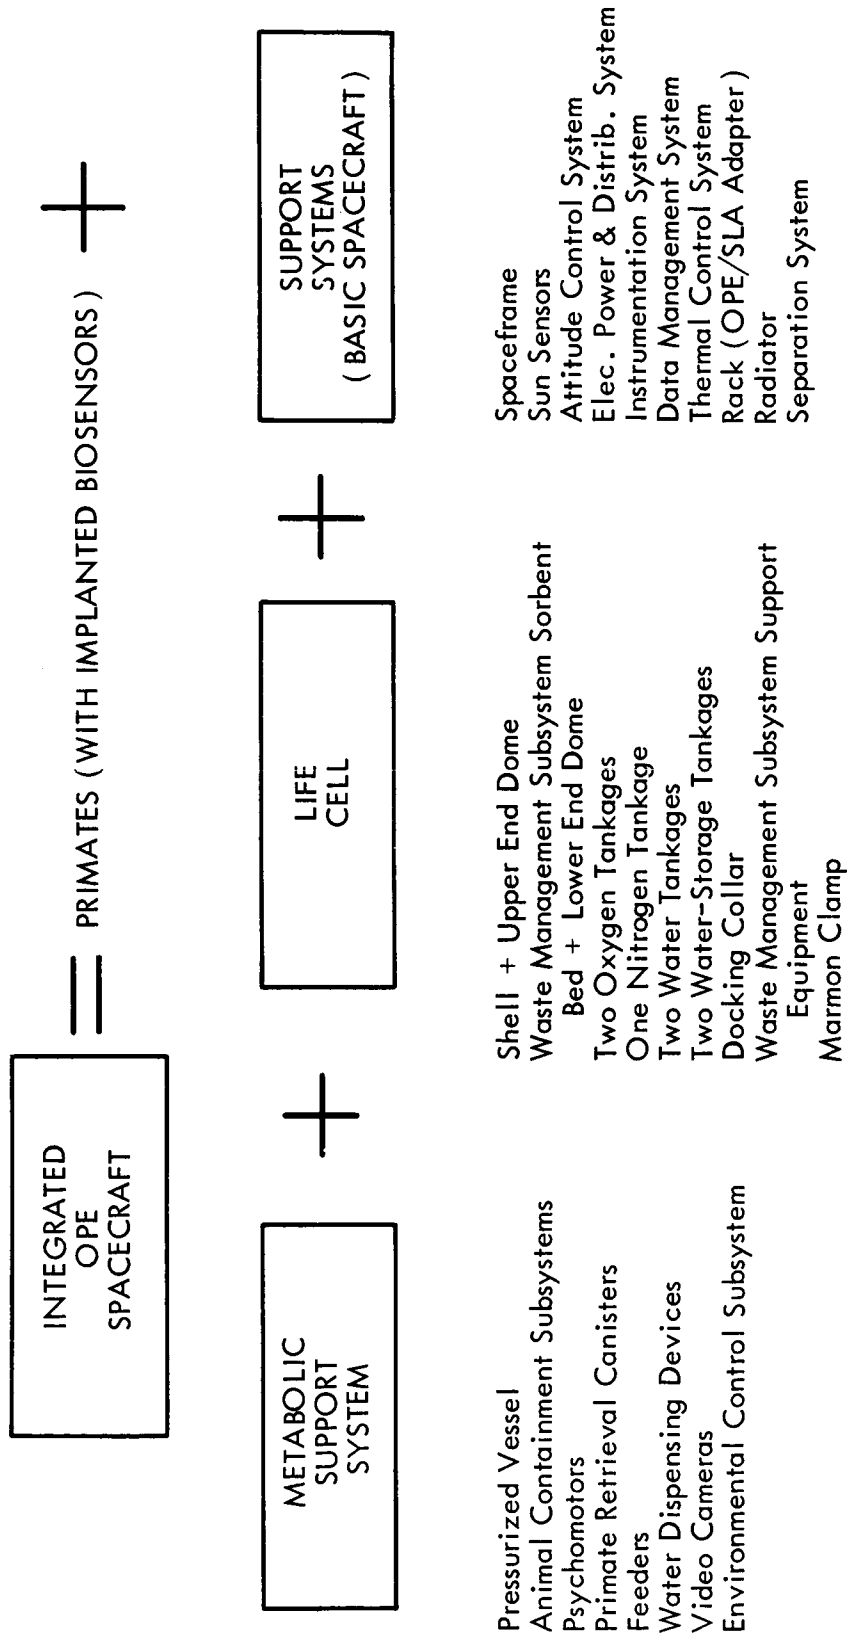 INTEGRATED
OPE
SPACECRAFT
= PRIMATES (WITH IMPLANTED BIOSENSORS) +
METABOLIC
SUPPORT
SYSTEM
+
LIFE
CELL
+
SUPPORT
SYSTEMS
(BASIC SPACECRAFT)
Pressurized Vessel
Animal Containment Subsystems
Psychomotors
Primate Retrieval Canisters
Feeders
Water Dispensing Devices
Video Cameras
Environmental Control Subsystem
Shell + Upper End Dome
Waste Management Subsystem Sorbent
Bed + Lower End Dome
Two Oxygen Tankages
One Nitrogen Tankage
Two Water Tankages
Two Water-Storage Tankages
Docking Collar
Waste Management Subsystem Support
Equipment
Marmon Clamp
Spaceframe
Sun Sensors
Attitude Control System
Elec. Power & Distrib. System
Instrumentation System
Data Management System
Thermal Control System
Rack (OPE/SLA Adapter)
Radiator
Separation System